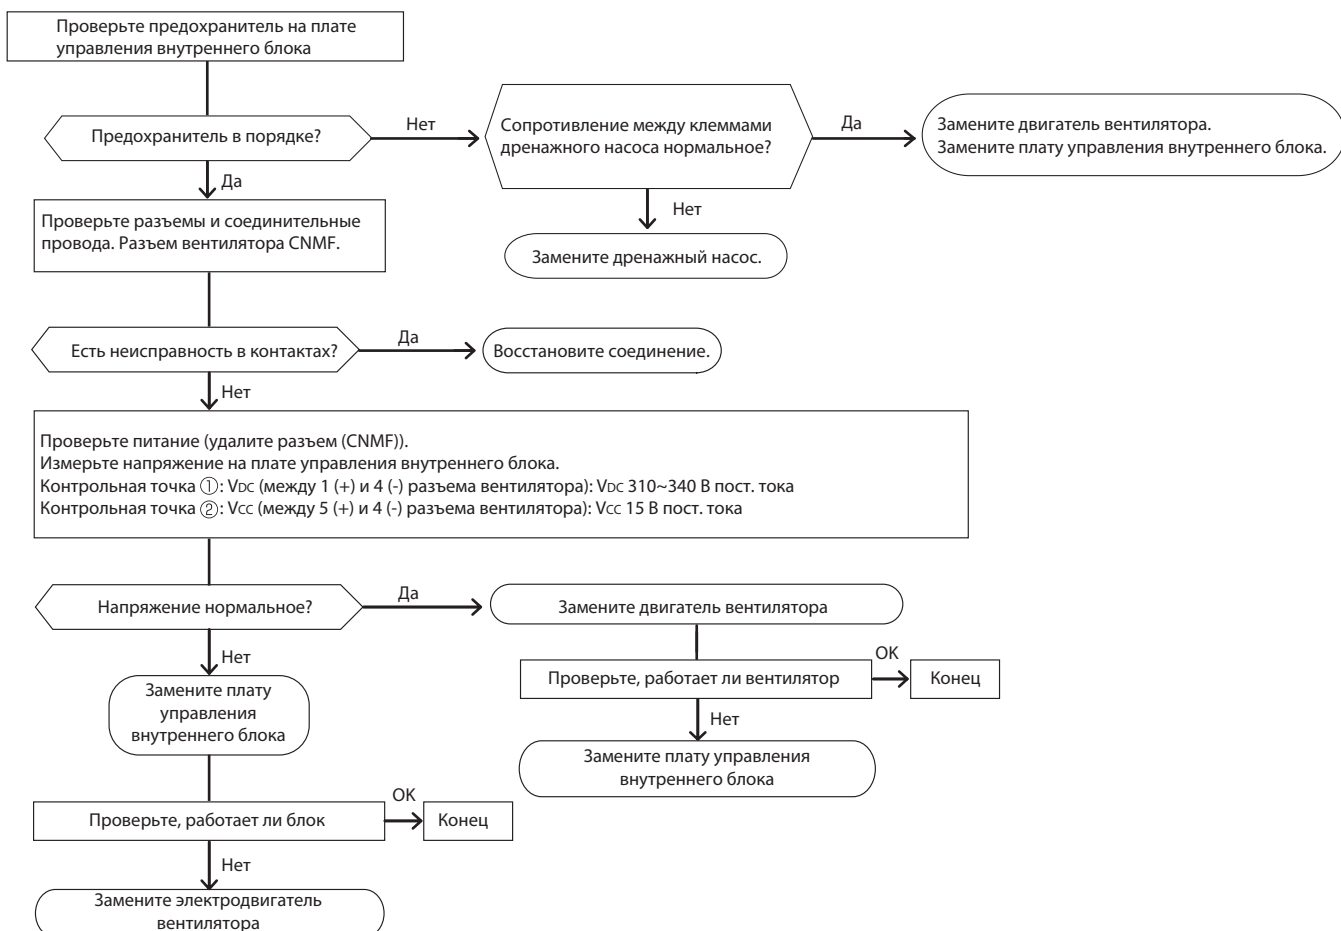 Проверьте предохранитель на плате
управления внутреннего блока
Предохранитель в порядке?
Нет
Сопротивление между клеммами
дренажного насоса нормальное?
Да
Замените двигатель вентилятора.
Замените плату управления внутреннего блока.
Да
Нет
Проверьте разъемы и соединительные
провода. Разъем вентилятора CNMF.
Замените дренажный насос.
Есть неисправность в контактах?
Да
Восстановите соединение.
Нет
Проверьте питание (удалите разъем (CNMF)).
Измерьте напряжение на плате управления внутреннего блока.
Контрольная точка ①: VDC (между 1 (+) и 4 (-) разъема вентилятора): VDC 310~340 В пост. тока
Контрольная точка ②: VCC (между 5 (+) и 4 (-) разъема вентилятора): VCC 15 В пост. тока
Напряжение нормальное?
Да
Замените двигатель вентилятора
Нет
Проверьте, работает ли вентилятор
OK
Конец
Замените плату
управления
внутреннего блока
Нет
Замените плату управления
внутреннего блока
Проверьте, работает ли блок
OK
Конец
Нет
Замените электродвигатель
вентилятора